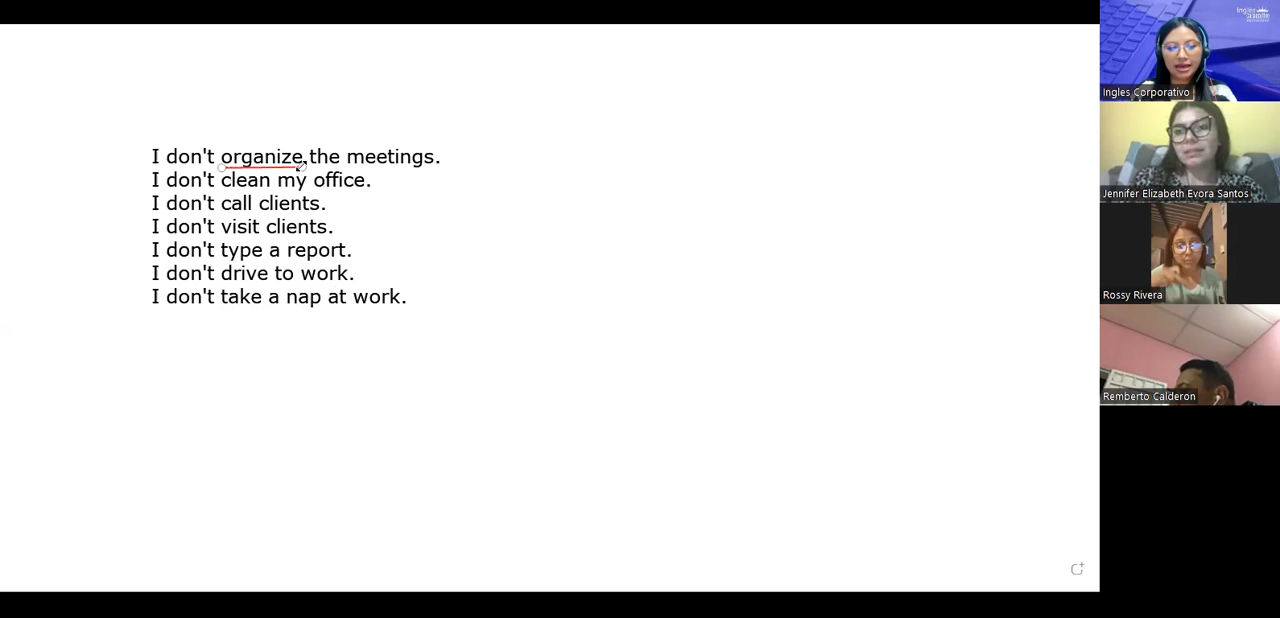 I don't organize the meetings.
I don't clean my office.
I don't call clients.
I don't visit clients.
I don't type a report.
I don't drive to work.
I don't take a nap at work.
Ingles Corporativo
Jennifer Elizabeth Evora Santos
Rossy Rivera
Remberto Calderon